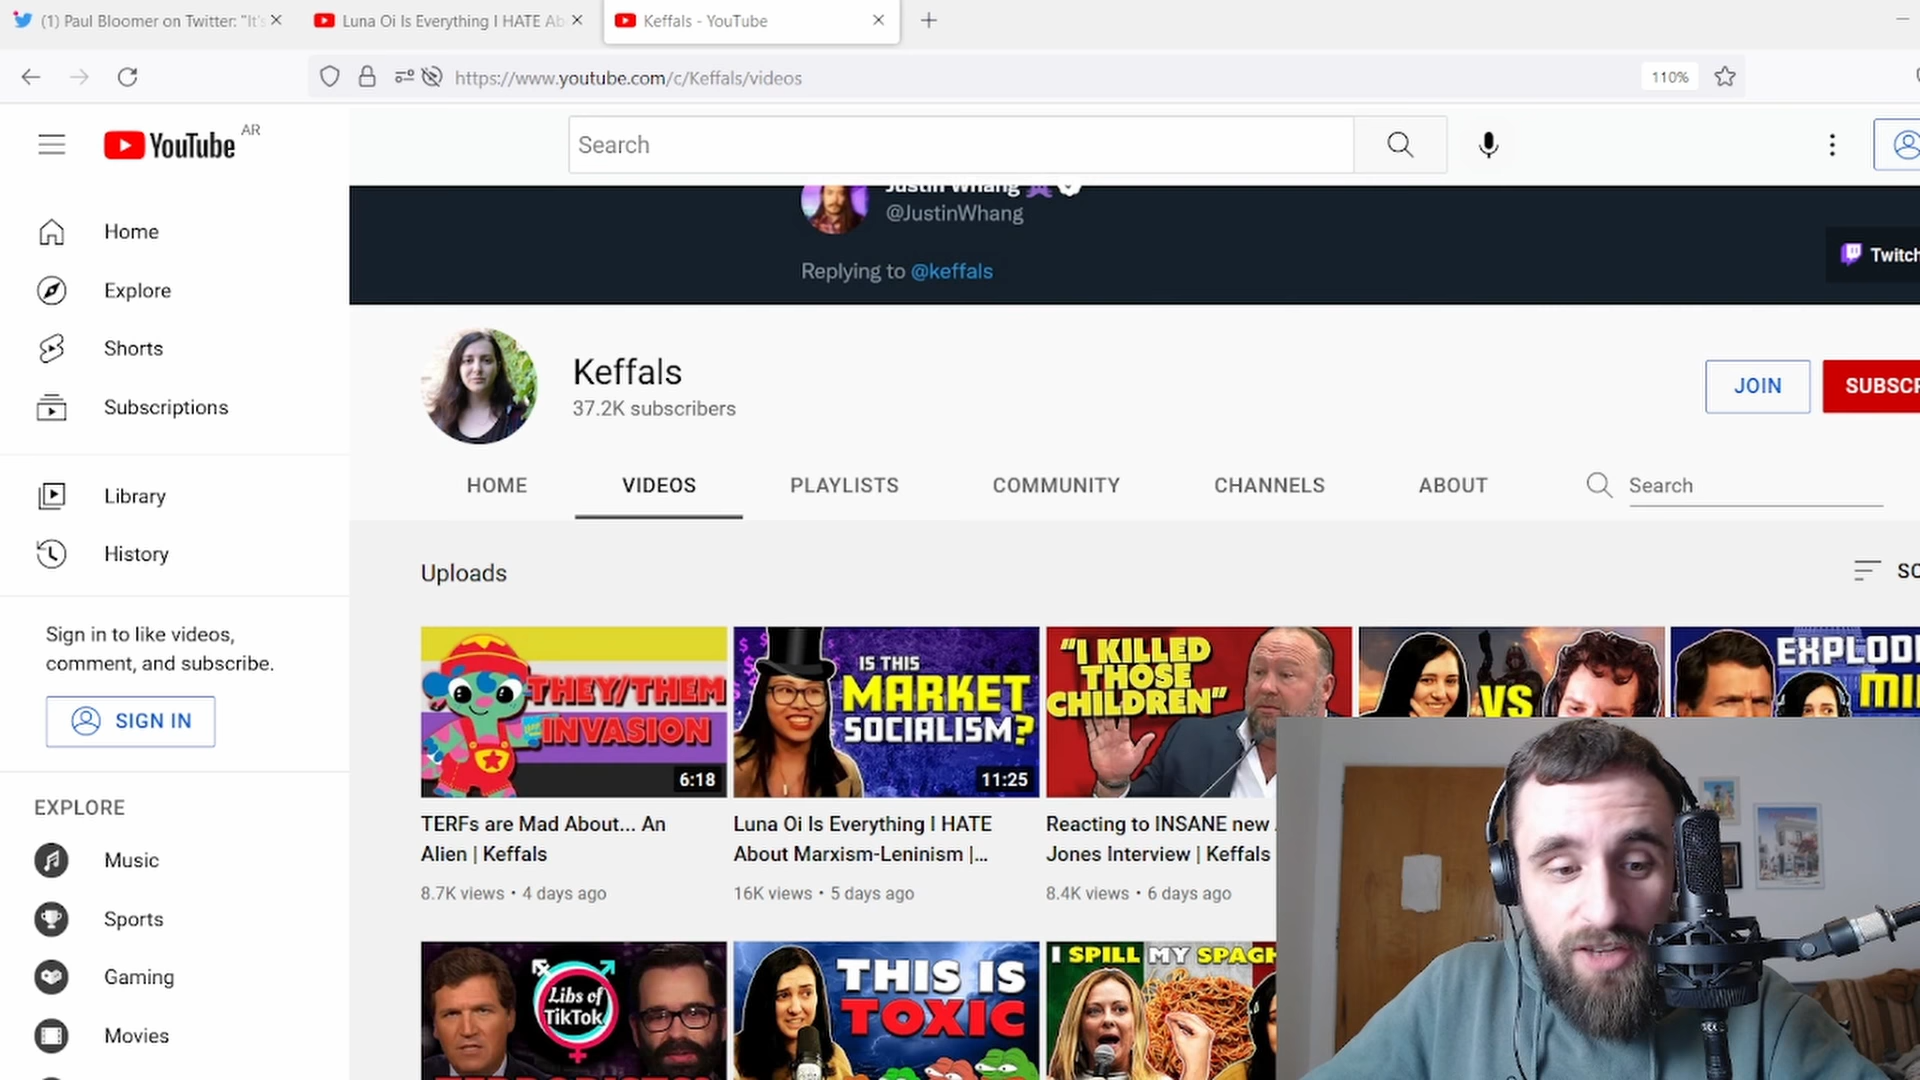 (1) Paul Bloomer on Twitter: "It's
Luna Oi Is Everything I HATE Ab
Keffals - YouTube
https://www.youtube.com/c/Keffals/videos
110%
YouTube AR
Search
Home
Explore
Shorts
Subscriptions
Library
History
Sign in to like videos,
comment, and subscribe.
SIGN IN
EXPLORE
Music
Sports
Gaming
Movies
Justin Whang
@JustinWhang
Replying to @keffals
Twitch
Keffals
37.2K subscribers
JOIN
SUBSCR
HOME
VIDEOS
PLAYLISTS
COMMUNITY
CHANNELS
ABOUT
Search
Uploads
SO
THEY/THEM
INVASION
6:18
TERFs are Mad About... An
Alien | Keffals
8.7K views • 4 days ago
IS THIS
MARKET
SOCIALISM?
11:25
Luna Oi Is Everything I HATE
About Marxism-Leninism |...
16K views • 5 days ago
"I KILLED
THOSE
CHILDREN"
Reacting to INSANE new
Jones Interview | Keffals
8.4K views • 6 days ago
VS
EXPLODI
MI
Libs of
TikTok
THIS IS
TOXIC
I SPILL MY SPAGH